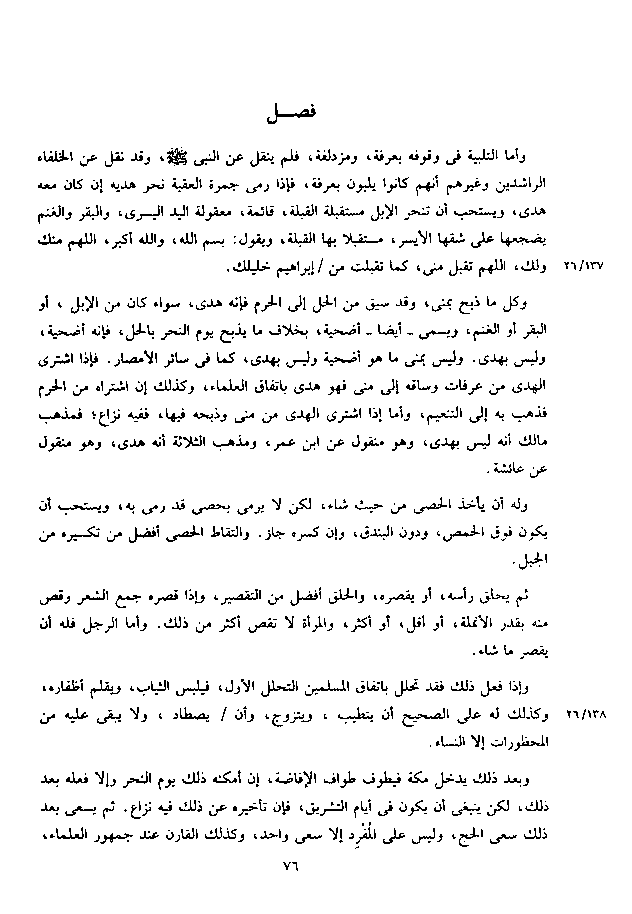 فصـــل
وأما التلبية فى وقوفه بعرفة، ومزدلفة، فلم ينقل عن النبى ﷺ، وقد نقل عن الخلفاء
الراشدين وغيرهم أنهم كانوا يلبون بعرفة، فإذا رمى جمرة العقبة نحر هديه إن كان معه
هدى، ويستحب أن تنحر الإبل مستقبلة القبلة، قائمة، معقولة اليد اليسرى، والبقر والغنم
يضجعها على شقها الأيسر، مستقبلا بها القبلة، ويقول: بسم الله، والله أكبر، اللهم منك
ولك، اللهم تقبل منى، كما تقبلت من / إبراهيم خليلك. ٢٦/١٣٧
وكل ما ذبح بمنى، وقد سيق من الحل إلى الحرم فإنه هدى، سواء كان من الإبل ، أو
البقر أو الغنم، ويسمى ـ أيضا ـ أضحية، بخلاف ما يذبح يوم النحر بالحل، فإنه أضحية،
وليس بهدى. وليس بمنى ما هو أضحية وليس بهدى، كما فى سائر الأمصار. فإذا اشترى
الهدى من عرفات وساقه إلى منى فهو هدى باتفاق العلماء، وكذلك إن اشتراه من الحرم
فذهب به إلى التنعيم، وأما إذا اشترى الهدى من منى وذبحه فيها، ففيه نزاع؛ فمذهب
مالك أنه ليس بهدى، وهو منقول عن ابن عمر، ومذهب الثلاثة أنه هدى، وهو منقول
عن عائشة.
وله أن يأخذ الحصى من حيث شاء، لكن لا يرمى بحصى قد رمى به، ويستحب أن
يكون فوق الحمص، ودون البندق، وإن كسره جاز. والتقاط الحصى أفضل من تكسيره من
الجبل.
ثم يحلق رأسه، أو يقصره، والحلق أفضل من التقصير، وإذا قصره جمع الشعر وقص
منه بقدر الأنملة، أو أقل، أو أكثر، والمرأة لا تقص أكثر من ذلك. وأما الرجل فله أن
يقصر ما شاء.
وإذا فعل ذلك فقد تحلل باتفاق المسلمين التحلل الأول، فيلبس الثياب، ويقلم أظفاره،
وكذلك له على الصحيح أن يتطيب ، ويتزوج، وأن / يصطاد ، ولا يبقى عليه من ٢٦/١٣٨
المحظورات إلا النساء.
وبعد ذلك يدخل مكة فيطوف طواف الإفاضة، إن أمكنه ذلك يوم النحر وإلا فعله بعد
ذلك، لكن ينبغى أن يكون فى أيام التشريق، فإن تأخيره عن ذلك فيه نزاع. ثم يسعى بعد
ذلك سعى الحج، وليس على المُفْرِد إلا سعى واحد، وكذلك القارن عند جمهور العلماء،
٧٦